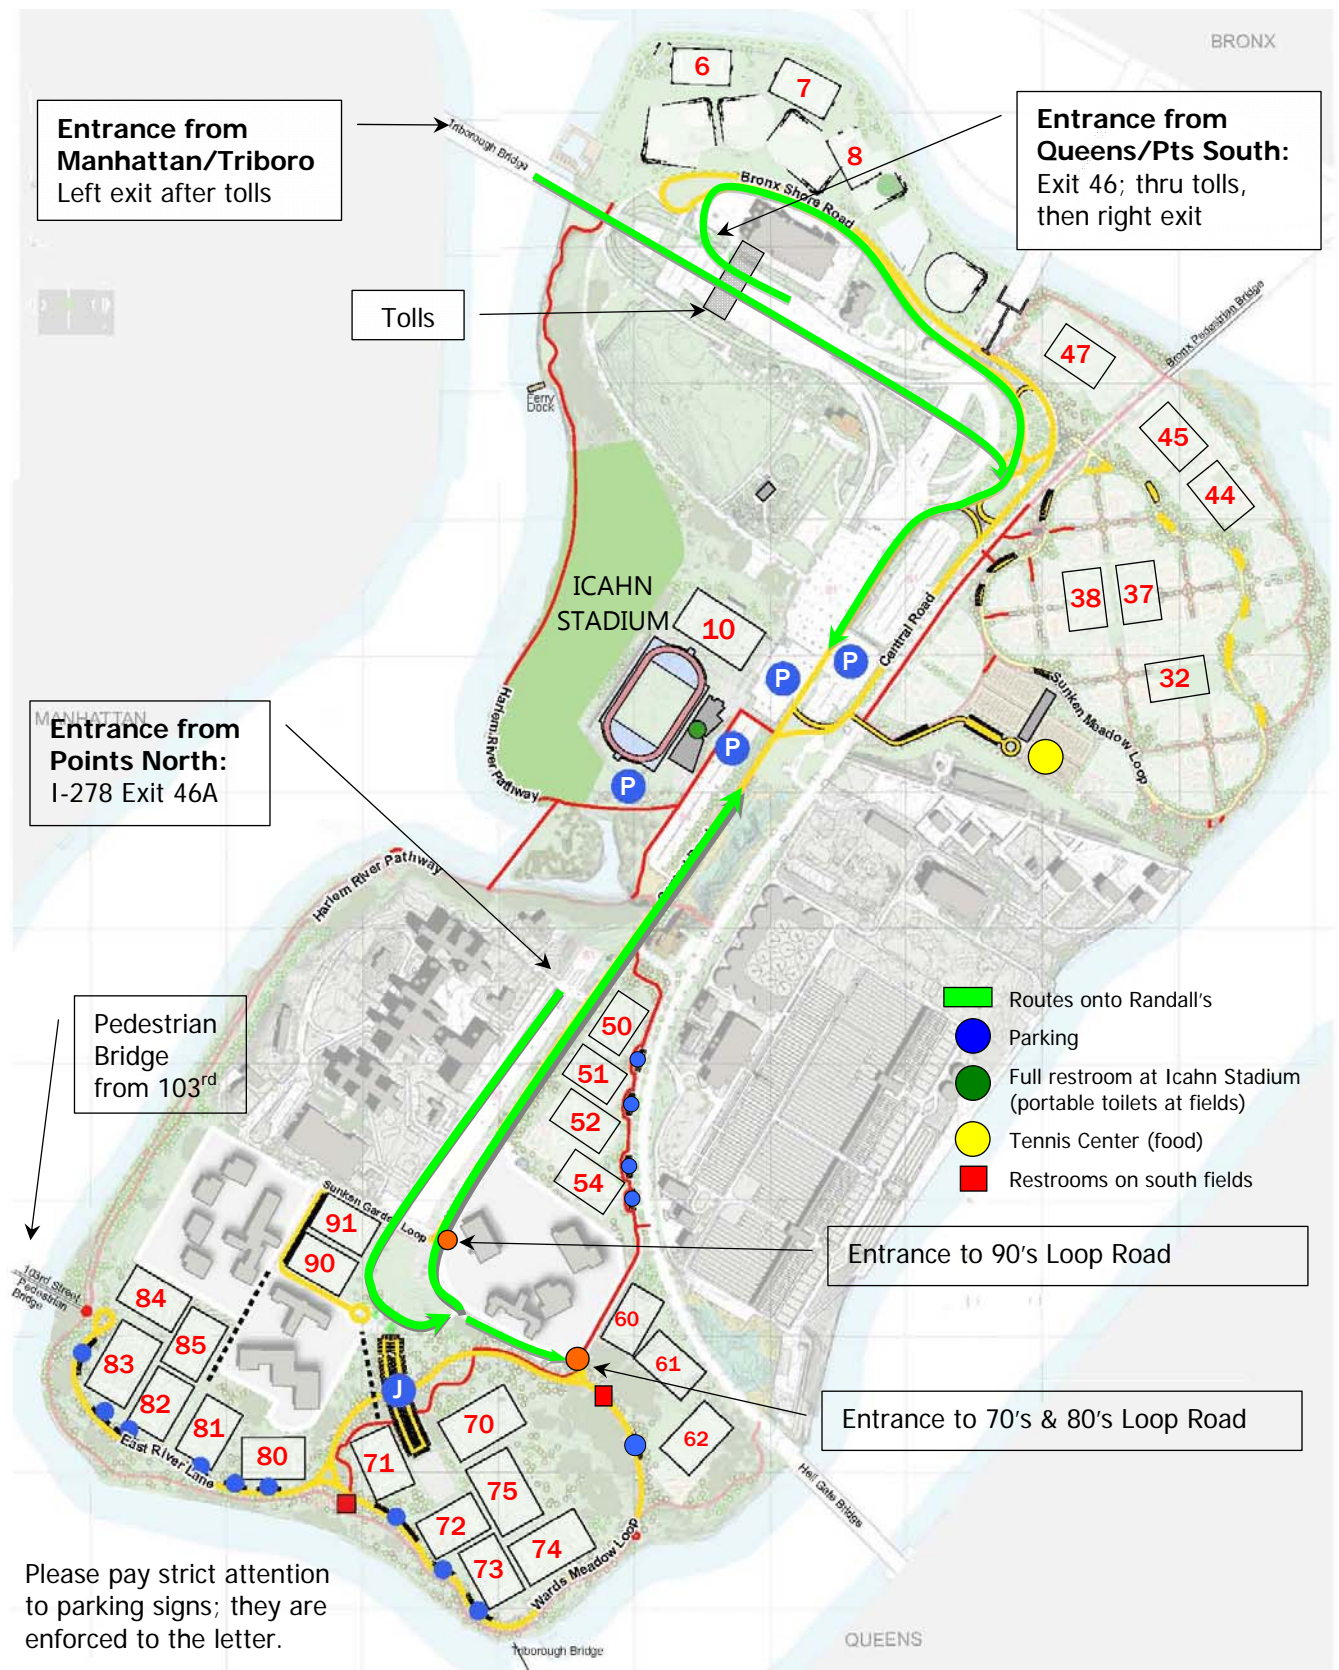 BRONX
6
7
8
Entrance from
Manhattan/Triboro
Left exit after tolls
Triborough Bridge
Entrance from
Queens/Pts South:
Exit 46; thru tolls,
then right exit
Bronx Shore Road
Tolls
Bronx Pedestrian Bridge
47
Ferry
Dock
45
44
ICAHN
STADIUM
10
38
37
32
Central Road
P
P
P
P
Sunken Meadow Loop
Harlem River Pathway
MANHATTAN
Entrance from
Points North:
I-278 Exit 46A
Harlem River Pathway
Pedestrian
Bridge
from 103rd
50
51
52
54
Routes onto Randall's
Parking
Full restroom at Icahn Stadium
(portable toilets at fields)
Tennis Center (food)
Restrooms on south fields
Sunken Garden Loop
91
90
Entrance to 90's Loop Road
103rd Street
Pedestrian
Bridge
84
85
83
82
81
80
East River Lane
60
61
62
J
70
71
75
72
74
73
Entrance to 70's & 80's Loop Road
Hell Gate Bridge
Wards Meadow Loop
Please pay strict attention
to parking signs; they are
enforced to the letter.
Triborough Bridge
QUEENS